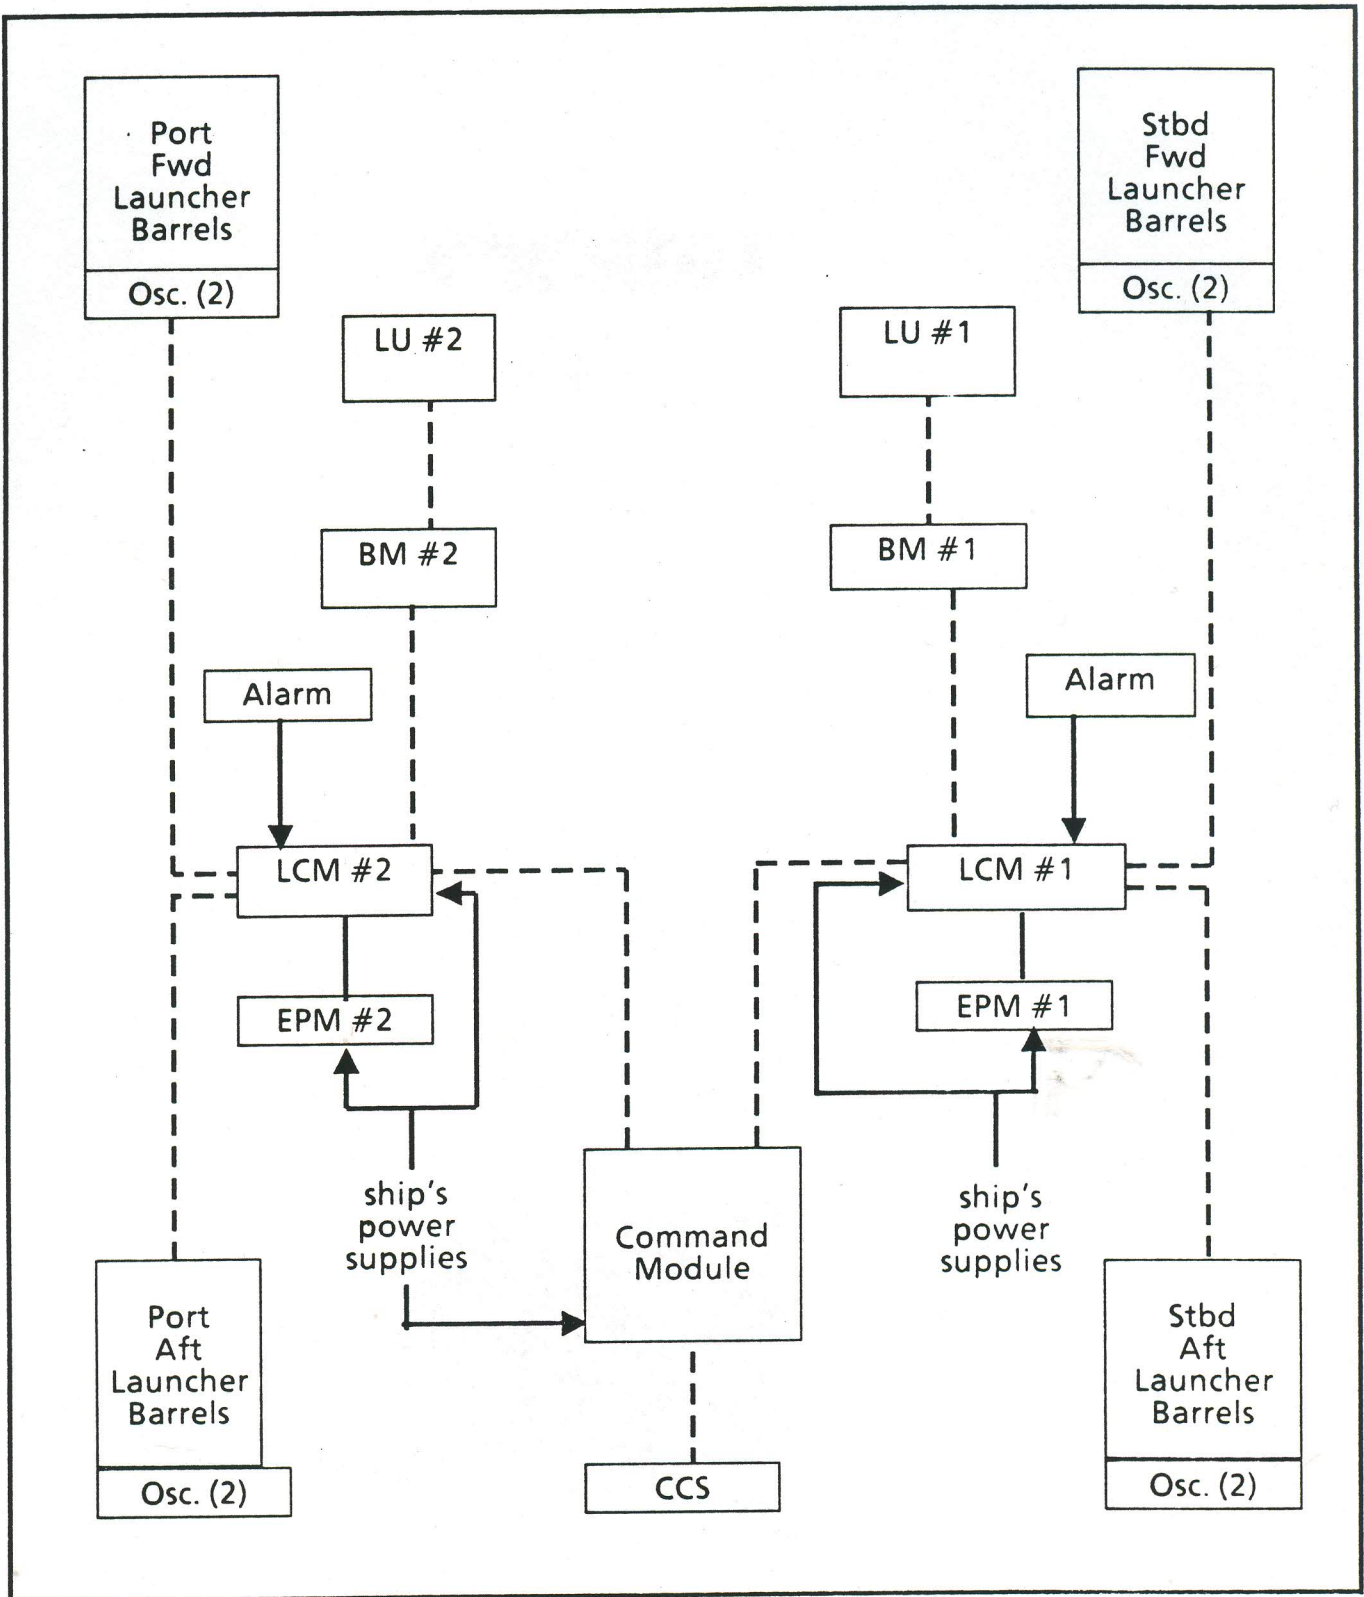 Port
Fwd
Launcher
Barrels
Osc. (2)
Stbd
Fwd
Launcher
Barrels
Osc. (2)
LU #2
LU #1
BM #2
BM #1
Alarm
Alarm
LCM #2
LCM #1
EPM #2
EPM #1
ship's
power
supplies
Command
Module
ship's
power
supplies
Port
Aft
Launcher
Barrels
Osc. (2)
Stbd
Aft
Launcher
Barrels
Osc. (2)
CCS